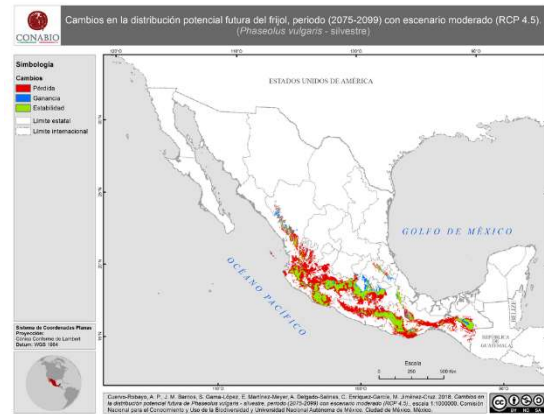 CONABIO
Cambios en la distribución potencial futura del frijol, periodo (2075-2099) con escenario moderado (RCP 4.5).
(Phaseolus vulgaris - silvestre)
Simbología
Cambios
Pérdida
Ganancia
Estabilidad
Límite estatal
Límite internacional
ESTADOS UNIDOS DE AMÉRICA
GOLFO DE MÉXICO
OCÉANO PACÍFICO
BELIZE
REPÚBLICA
DE
GUATEMALA
Escala
Sistema de Coordenadas Planas
Proyección:
Cónica Conforme de Lambert
Datum: WGS 1984
Cuervo-Robayo, A. P., J. M. Barrios, S. Gama-López, E. Martínez-Meyer, A. Delgado-Salinas, C. Enríquez-García, M. Jiménez-Cruz. 2018. Cambios en
la distribución potencial futura de Phaseolus vulgaris - silvestre, periodo (2075-2099) con escenario moderado (RCP 4.5), escala 1:1000000. Comisión
Nacional para el Conocimiento y Uso de la Biodiversidad y Universidad Nacional Autónoma de México. Ciudad de México. México.